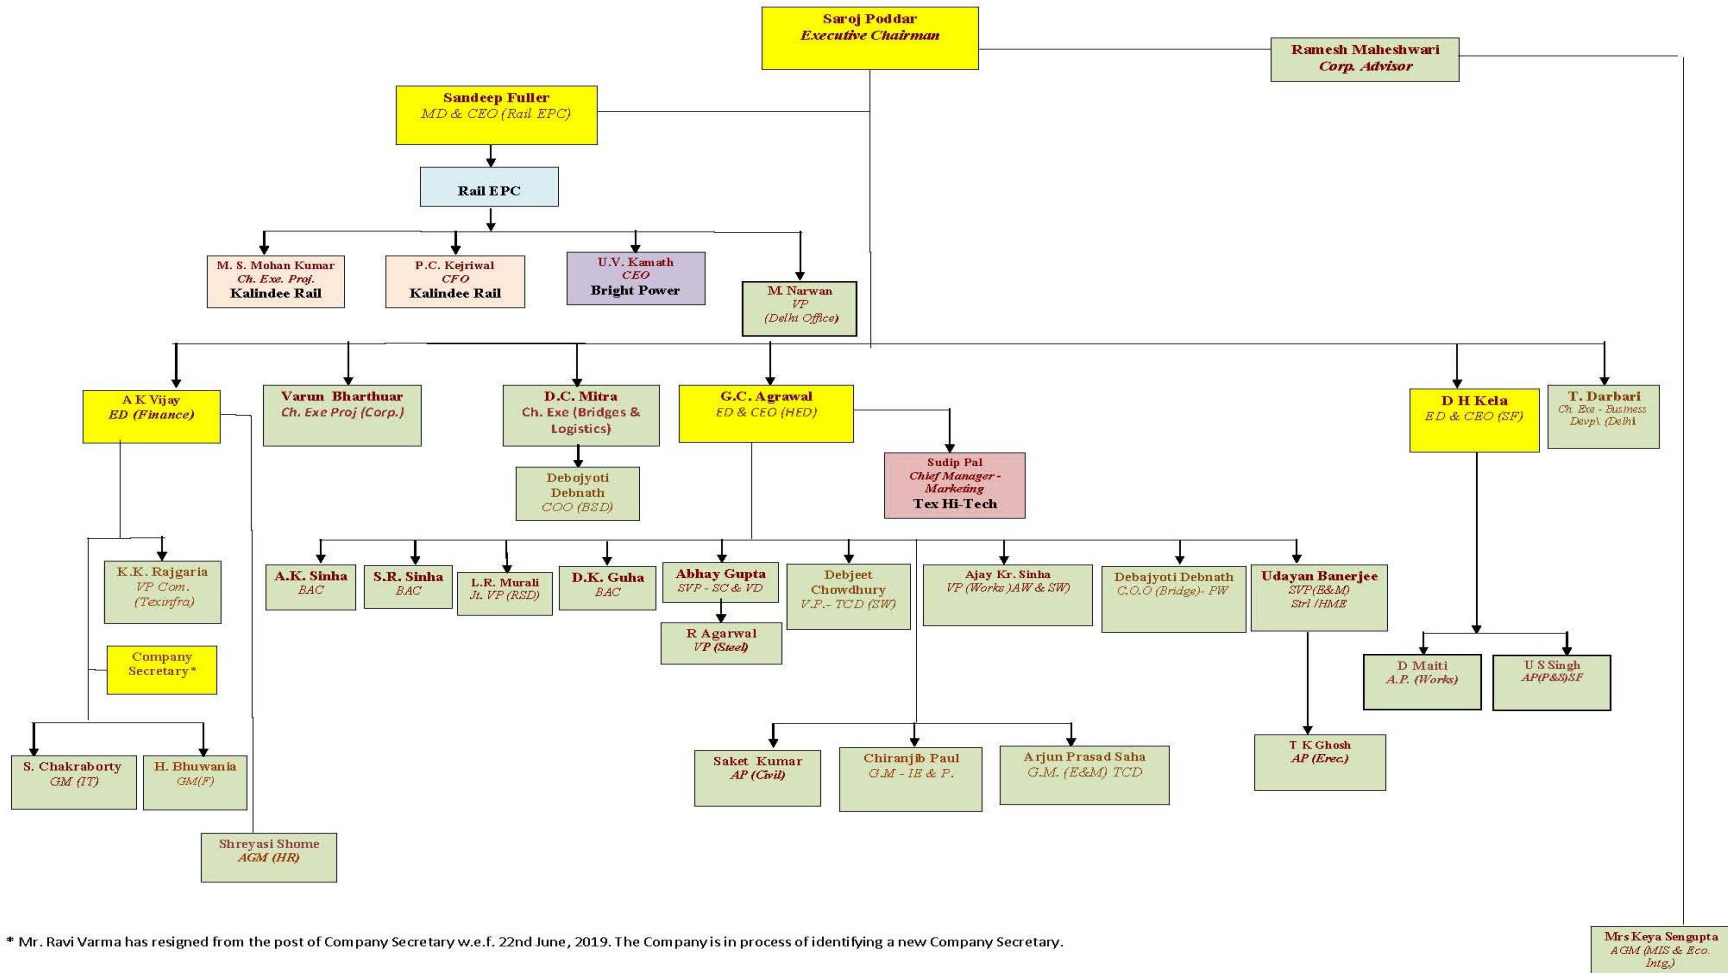 Saroj Poddar
Executive Chairman
Ramesh Maheshwari
Corp. Advisor
Sandeep Fuller
MD & CEO (Rail EPC)
Rail EPC
M. S. Mohan Kumar
Ch. Exe. Proj.
Kalindee Rail
P.C. Kejriwal
CFO
Kalindee Rail
U.V. Kamath
CEO
Bright Power
M. Narwan
VP
(Delhi Office)
A K Vijay
ED (Finance)
Varun Bharthuar
Ch. Exe Proj (Corp.)
D.C. Mitra
Ch. Exe (Bridges &
Logistics)
G.C. Agrawal
ED & CEO (HED)
D H Kela
ED & CEO (SF)
T. Darbari
Ch. Exe - Business
Devp\ (Delhi
Debojyoti
Debnath
COO (BSD)
Sudip Pal
Chief Manager -
Marketing
Tex Hi-Tech
K.K. Rajgaria
VP Com.
(Texinfra)
A.K. Sinha
BAC
S.R. Sinha
BAC
L.R. Murali
Jt. VP (RSD)
D.K. Guha
BAC
Abhay Gupta
SVP - SC & VD
Debjeet
Chowdhury
V.P.- TCD (SW)
Ajay Kr. Sinha
VP (Works )AW & SW)
Debajyoti Debnath
C.O.O (Bridge)- PW
Udayan Banerjee
SVP(E&M)
Strl /HME
R Agarwal
VP (Steel)
Company
Secretary *
D Maiti
A.P. (Works)
U S Singh
AP(P&S)SF
S. Chakraborty
GM (IT)
H. Bhuwania
GM(F)
Saket Kumar
AP (Civil)
Chiranjib Paul
G.M - IE & P.
Arjun Prasad Saha
G.M. (E&M) TCD
T K Ghosh
AP (Erec.)
Shreyasi Shome
AGM (HR)
* Mr. Ravi Varma has resigned from the post of Company Secretary w.e.f. 22nd June, 2019. The Company is in process of identifying a new Company Secretary.
Mrs Keya Sengupta
AGM (MIS & Eco.
Intg.)